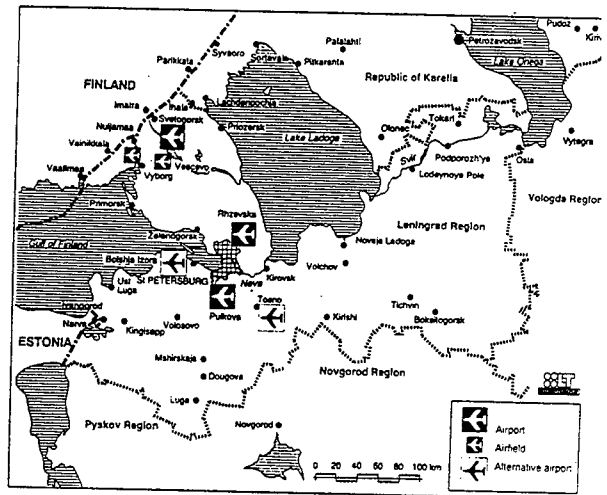 Pudoz
Palalahti
Petrozavodsk
Syvaoro
Sortavala
Parikkala
Pitkaranta
Lake Onega
FINLAND
Republic of Karelia
Lachdenpochja
Imatra
Inala
Svetogorsk
Tokari
Nuijamaa
Priozersk
Lake Ladoga
Olonec
Vytegra
Vainikkala
Podporozh'ye
Osta
Vescevo
Svir
Vaalimaa
Vyborg
Lodeynoye Pole
Vologda Region
Primorsk
Rhzevska
Leningrad Region
Zelenogorsk
Gulf of Finland
Novaja Ladoga
Bolshja Izora
Volchov
Neva
Kirovsk
Ust
Luga
St PETERSBURG
Tosno
Tichvin
Ivangorod
Pulkova
Narva
Kingisepp
Volosovo
Kirishi
Boksitogorsk
ESTONIA
Mshirskaja
Novgorod Region
Dougova
Luga
Pyskov Region
Novgorod
Airport
Airfield
Alternative airport
0 20 40 60 80 100 km